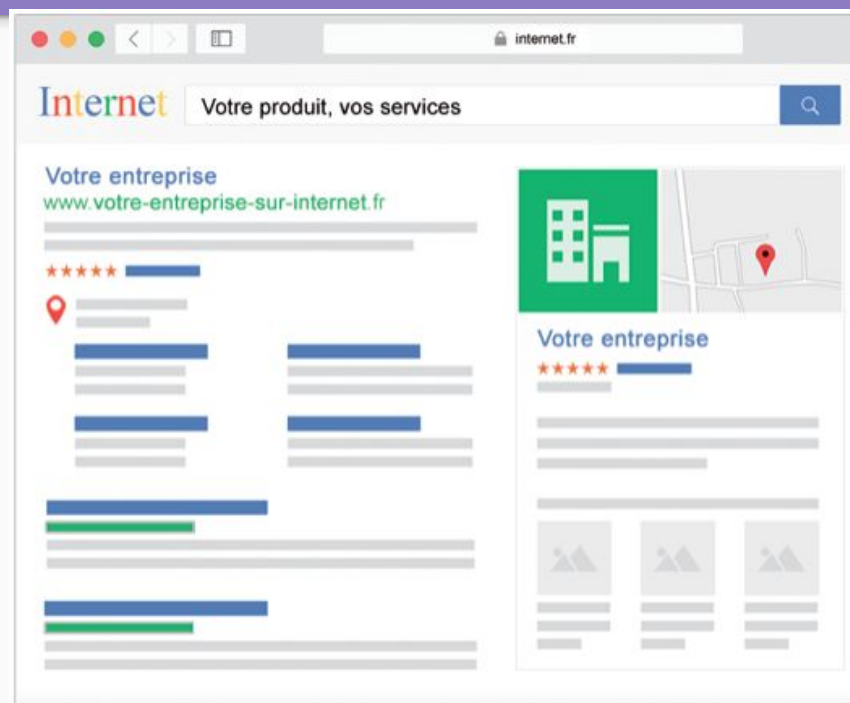 internet.fr
Internet
Votre produit, vos services
Votre entreprise
www.votre-entreprise-sur-internet.fr
Votre entreprise